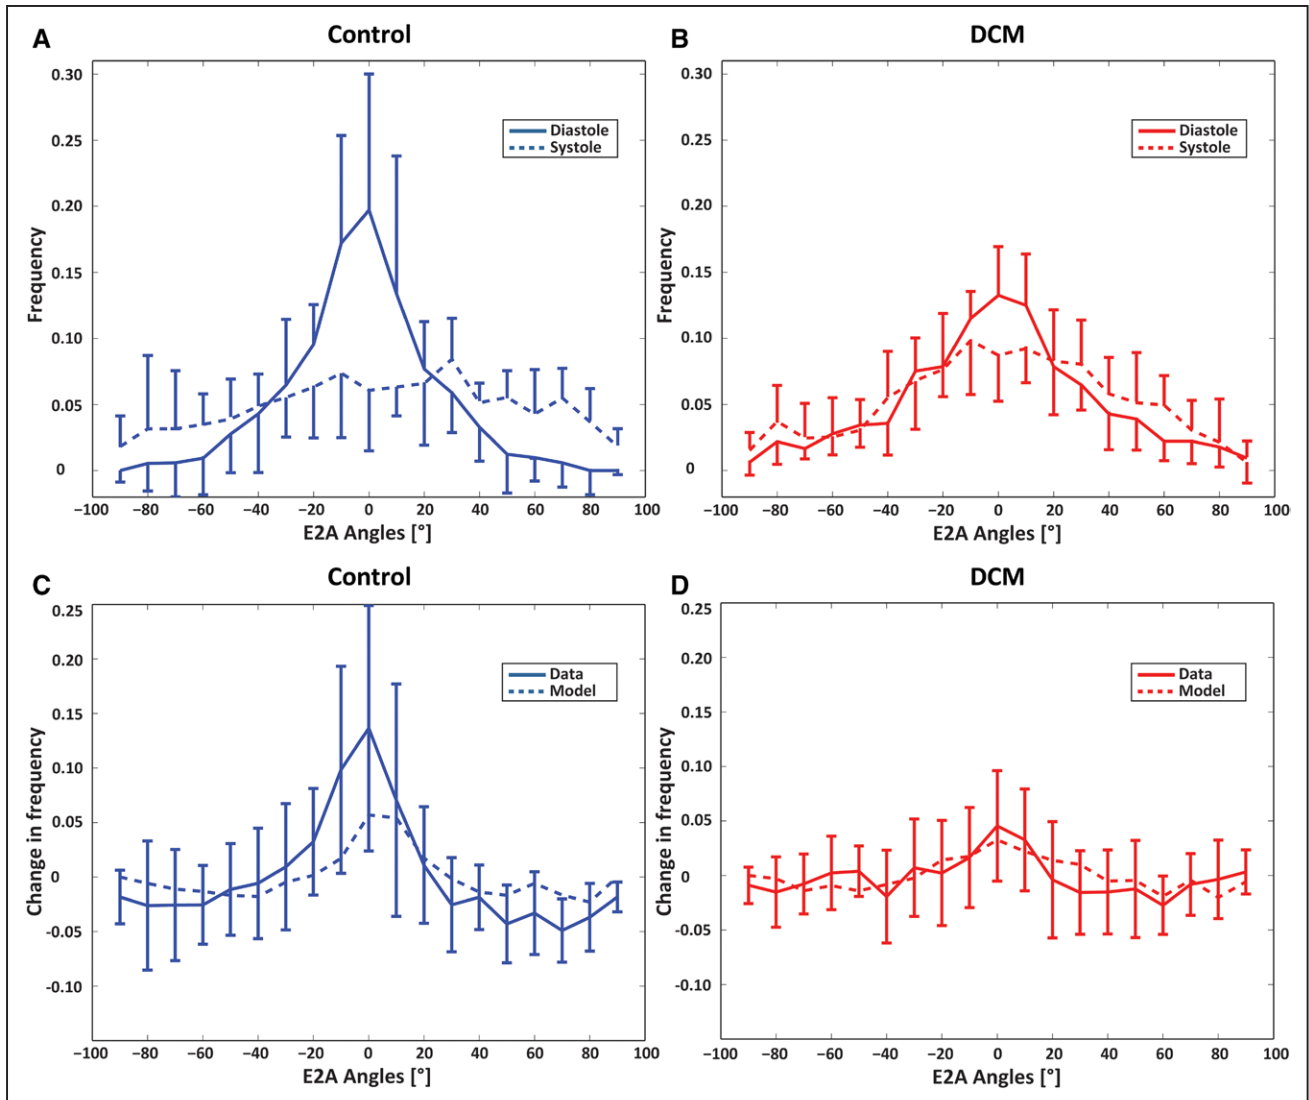 A Control
0.30
0.25
0.20
0.15
0.10
0.05
0
Frequency
Diastole
Systole
−100 −80 −60 −40 −20 0 20 40 60 80 100
E2A Angles [°]
B DCM
0.30
0.25
0.20
0.15
0.10
0.05
0
Frequency
Diastole
Systole
−100 −80 −60 −40 −20 0 20 40 60 80 100
E2A Angles [°]
C Control
0.25
0.20
0.15
0.10
0.05
0
-0.05
-0.10
Change in frequency
Data
Model
−100 −80 −60 −40 −20 0 20 40 60 80 100
E2A Angles [°]
D DCM
0.25
0.20
0.15
0.10
0.05
0
-0.05
-0.10
Change in frequency
Data
Model
−100 −80 −60 −40 −20 0 20 40 60 80 100
E2A Angles [°]